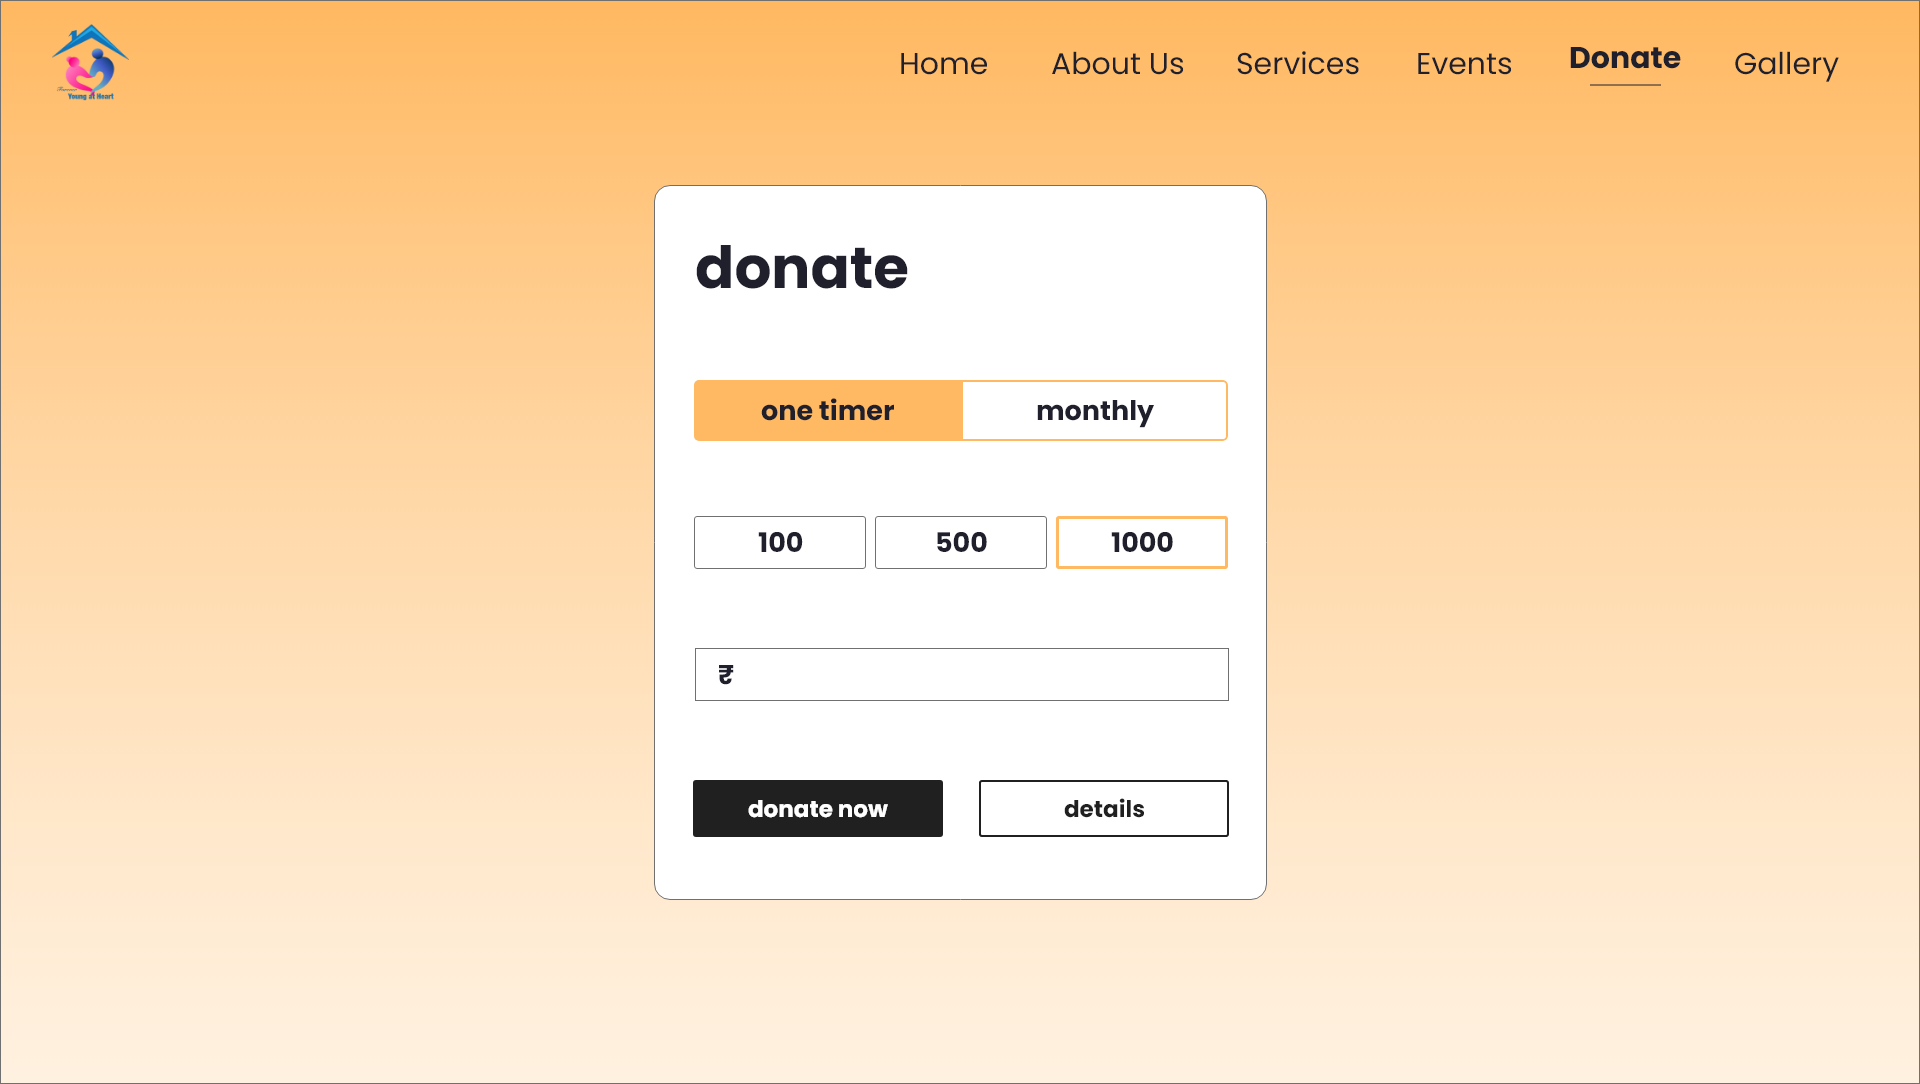 Home About Us Services Events Donate Gallery
Young at Heart
donate
one timer monthly
100 500 1000
₹
donate now details